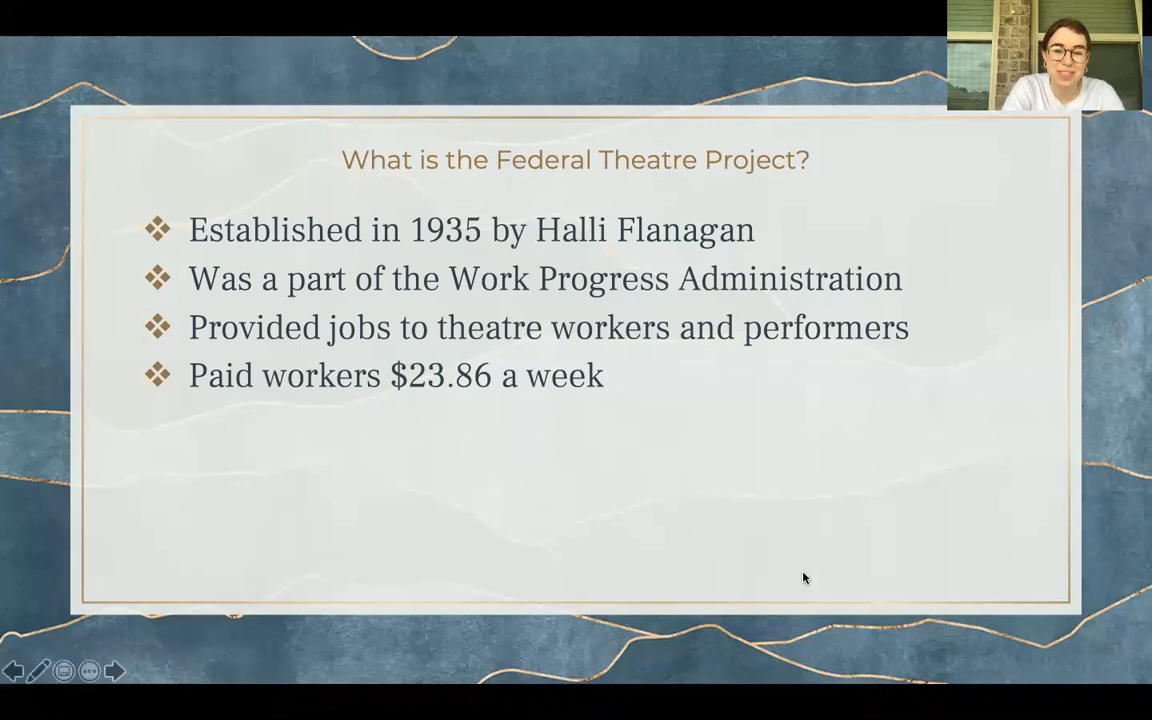 What is the Federal Theatre Project?
Established in 1935 by Halli Flanagan
Was a part of the Work Progress Administration
Provided jobs to theatre workers and performers
Paid workers $23.86 a week